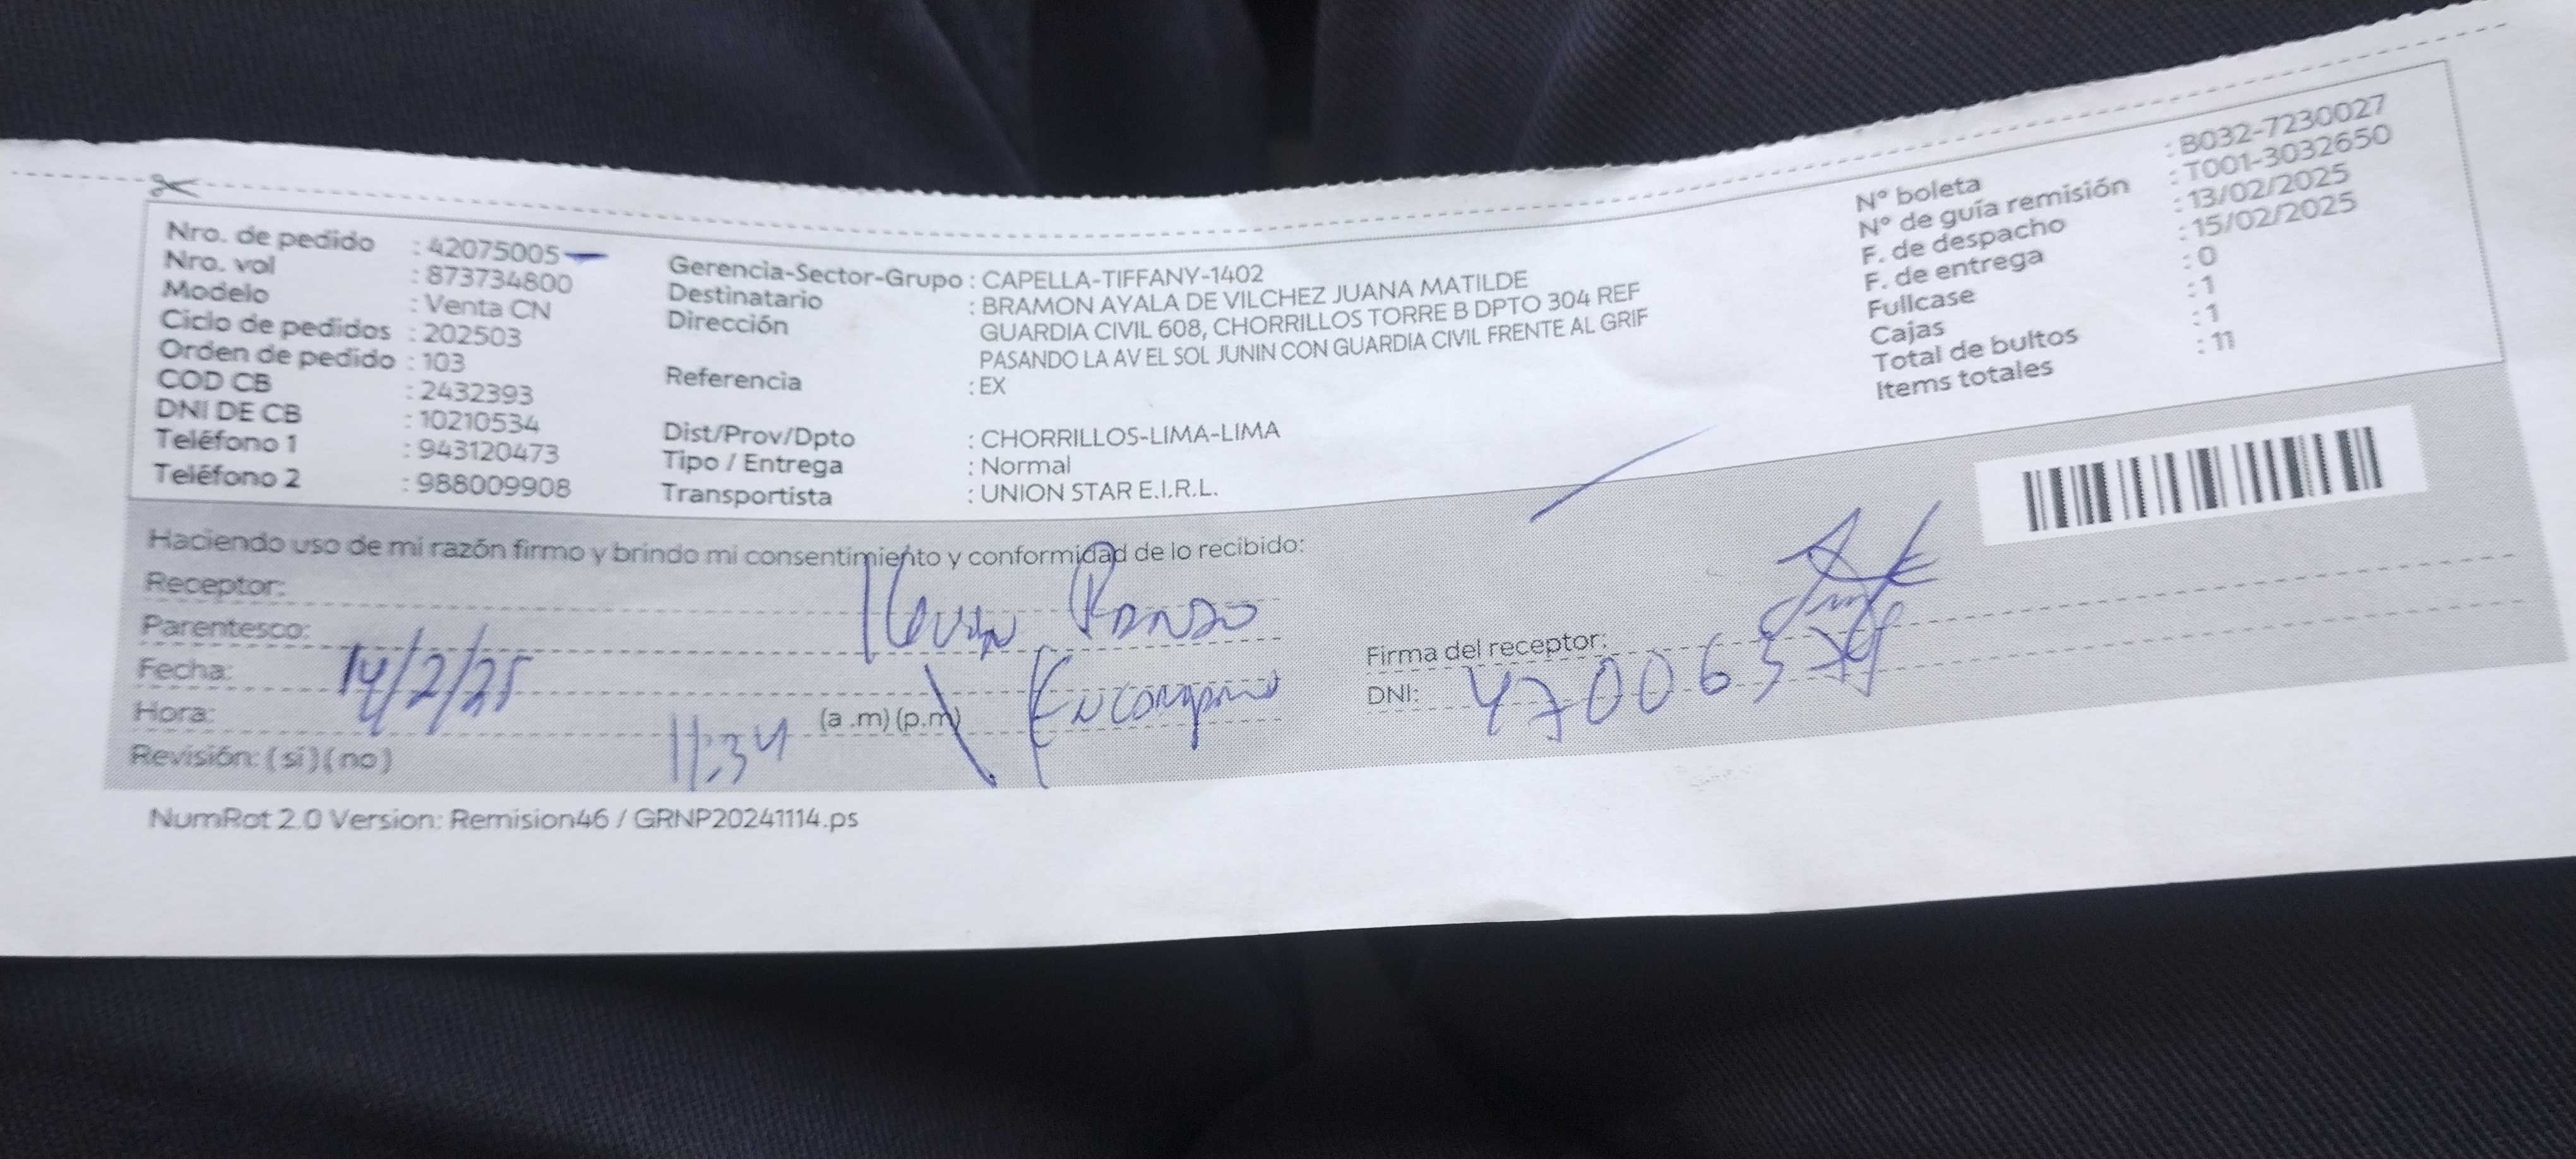 Nro. de pedido : 42075005
Nro. vol : 873734800
Modelo : Venta CN
Ciclo de pedidos : 202503
Orden de pedido : 103
COD CB : 2432393
DNI DE CB : 10210534
Teléfono 1 : 943120473
Teléfono 2 : 988009908
Gerencia-Sector-Grupo : CAPELLA-TIFFANY-1402
Destinatario : BRAMON AYALA DE VILCHEZ JUANA MATILDE
Dirección GUARDIA CIVIL 608, CHORRILLOS TORRE B DPTO 304 REF
PASANDO LA AV EL SOL JUNIN CON GUARDIA CIVIL FRENTE AL GRIF
Referencia : EX
Dist/Prov/Dpto : CHORRILLOS-LIMA-LIMA
Tipo / Entrega : Normal
Transportista : UNION STAR E.I.R.L.
N° boleta : B032-7230027
N° de guía remisión : T001-3032650
F. de despacho : 13/02/2025
F. de entrega : 15/02/2025
Fullcase : 0
Cajas : 1
Total de bultos : 1
Items totales : 11
Haciendo uso de mi razón firmo y brindo mi consentimiento y conformidad de lo recibido:
Receptor: Kevin
Parentesco:
Fecha: 14/2/25
Hora: 11:34 (a .m) (p.m)
Revisión: ( si ) ( no )
Firma del receptor:
DNI:
NumRot 2.0 Version: Remision46 / GRNP20241114.ps